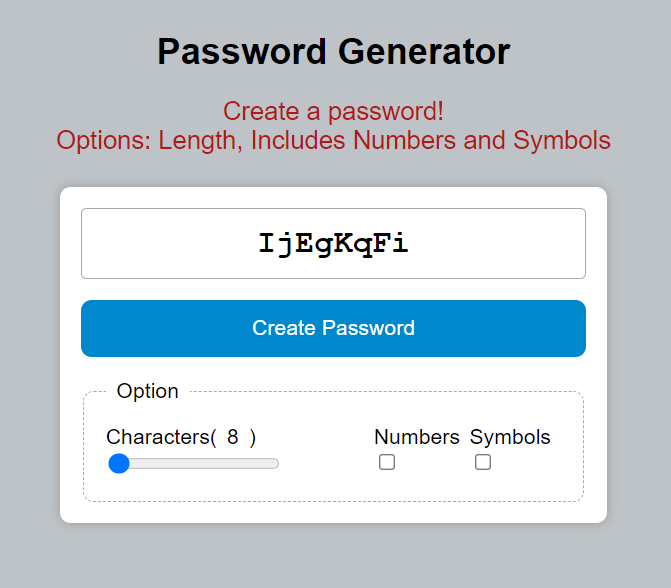 Password Generator
Create a password!
Options: Length, Includes Numbers and Symbols
IjEgKqFi
Create Password
Option
Characters( 8 )
Numbers Symbols